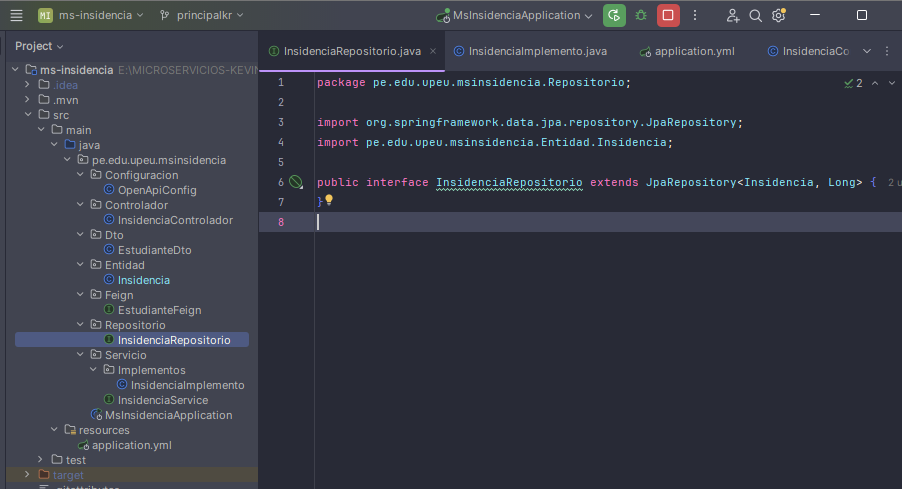 MI ms-insidencia principalkr MsInsidenciaApplication
Project
InsidenciaRepositorio.java InsidenciaImplemento.java application.yml InsidenciaCo
ms-insidencia E:\MICROSERVICIOS-KEVIN
.idea
.mvn
src
main
java
pe.edu.upeu.msinsidencia
Configuracion
OpenApiConfig
Controlador
InsidenciaControlador
Dto
EstudianteDto
Entidad
Insidencia
Feign
EstudianteFeign
Repositorio
InsidenciaRepositorio
Servicio
Implementos
InsidenciaImplemento
InsidenciaService
MsInsidenciaApplication
resources
application.yml
test
target
.gitattributes
1 package pe.edu.upeu.msinsidencia.Repositorio;
2
2
3 import org.springframework.data.jpa.repository.JpaRepository;
4 import pe.edu.upeu.msinsidencia.Entidad.Insidencia;
5
6 public interface InsidenciaRepositorio extends JpaRepository<Insidencia, Long> { 2 u
7 }
8